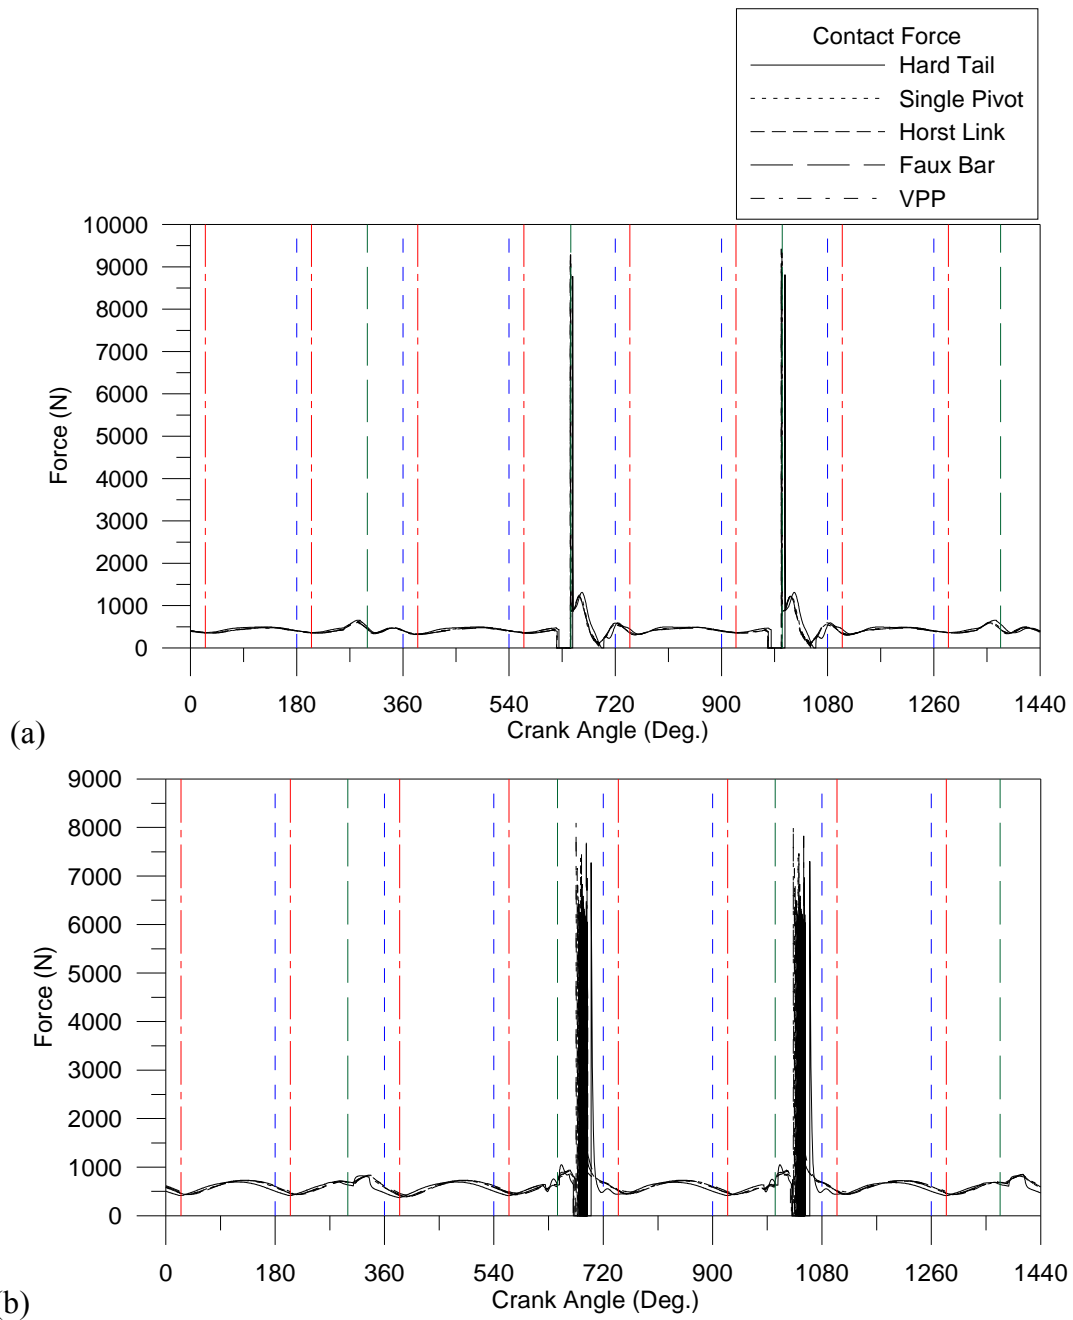 Contact Force
Hard Tail
Single Pivot
Horst Link
Faux Bar
VPP
10000
9000
8000
7000
6000
5000
4000
3000
2000
1000
0
Force (N)
0 180 360 540 720 900 1080 1260 1440
Crank Angle (Deg.)
(a)
9000
8000
7000
6000
5000
4000
3000
2000
1000
0
Force (N)
0 180 360 540 720 900 1080 1260 1440
Crank Angle (Deg.)
(b)